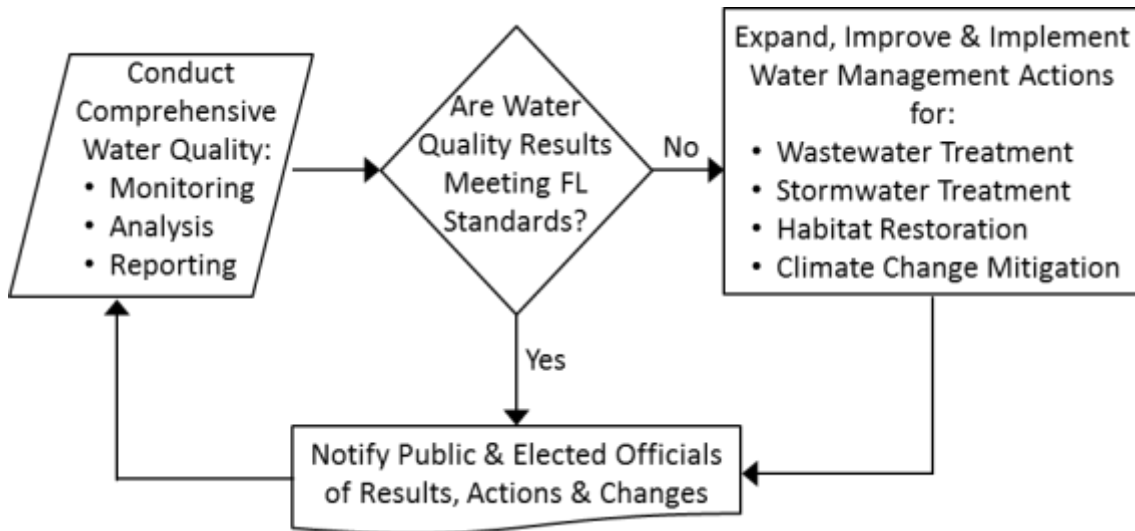 Conduct
Comprehensive
Water Quality:
• Monitoring
• Analysis
• Reporting
Are Water
Quality Results
Meeting FL
Standards?
No
Yes
Expand, Improve & Implement
Water Management Actions
for:
• Wastewater Treatment
• Stormwater Treatment
• Habitat Restoration
• Climate Change Mitigation
Notify Public & Elected Officials
of Results, Actions & Changes